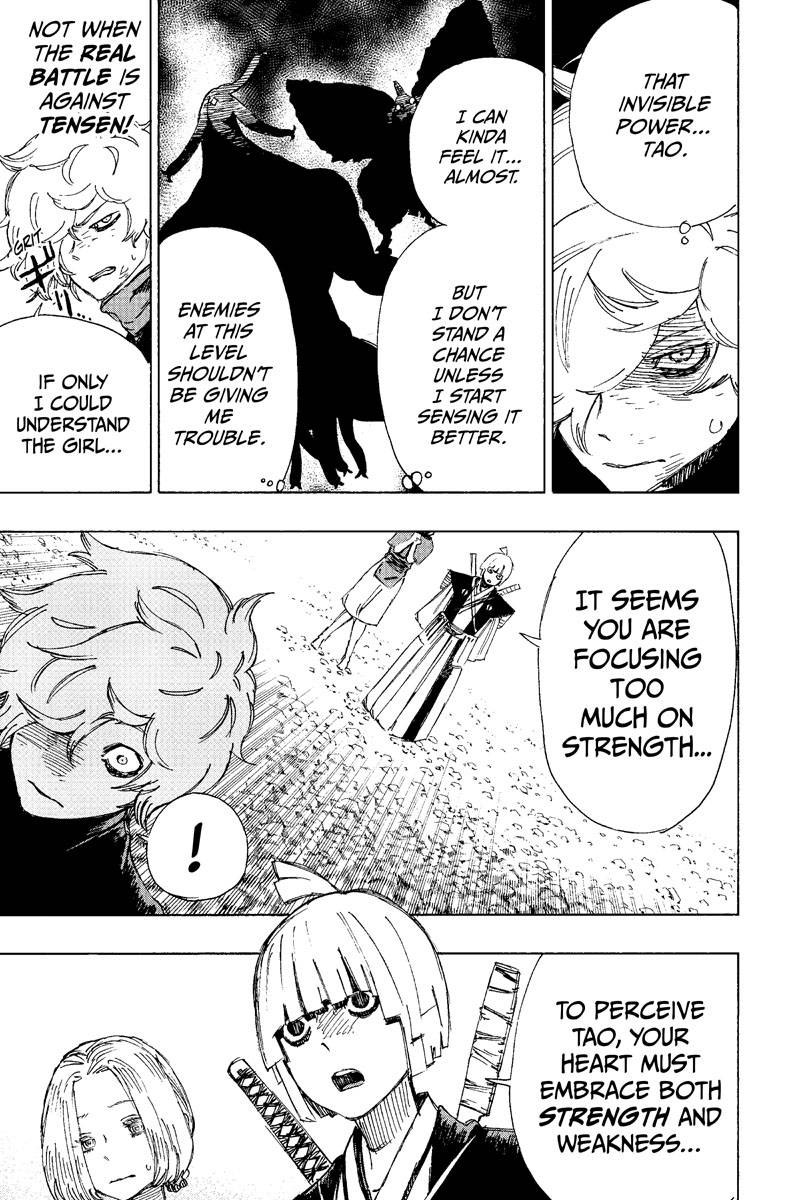 THAT
INVISIBLE
POWER...
TAO.
I CAN
KINDA
FEEL IT...
ALMOST.
BUT
I DON'T
STAND A
CHANCE
UNLESS
I START
SENSING IT
BETTER.
ENEMIES
AT THIS
LEVEL
SHOULDN'T
BE GIVING
ME
TROUBLE.
NOT WHEN
THE REAL
BATTLE IS
AGAINST
TENSEN!
GRIT
ギリ...
IF ONLY
I COULD
UNDERSTAND
THE GIRL...
IT SEEMS
YOU ARE
FOCUSING
TOO
MUCH ON
STRENGTH...
!
TO PERCEIVE
TAO, YOUR
HEART MUST
EMBRACE BOTH
STRENGTH AND
WEAKNESS...